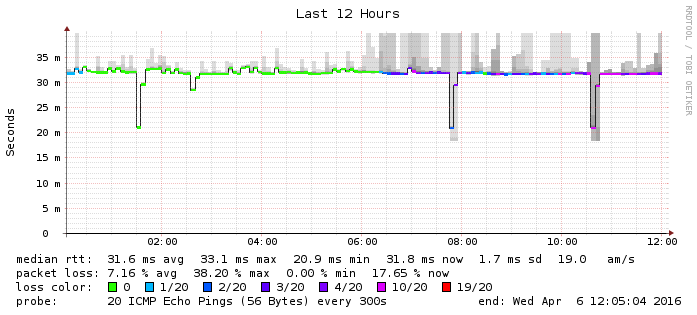 Last 12 Hours
RRDTOOL / TOBI OETIKER
Seconds
35 m
30 m
25 m
20 m
15 m
10 m
5 m
0
02:00 04:00 06:00 08:00 10:00 12:00
median rtt: 31.6 ms avg 33.1 ms max 20.9 ms min 31.8 ms now 1.7 ms sd 19.0 am/s
packet loss: 7.16 % avg 38.20 % max 0.00 % min 17.65 % now
loss color: 0 1/20 2/20 3/20 4/20 10/20 19/20
probe: 20 ICMP Echo Pings (56 Bytes) every 300s end: Wed Apr 6 12:05:04 2016